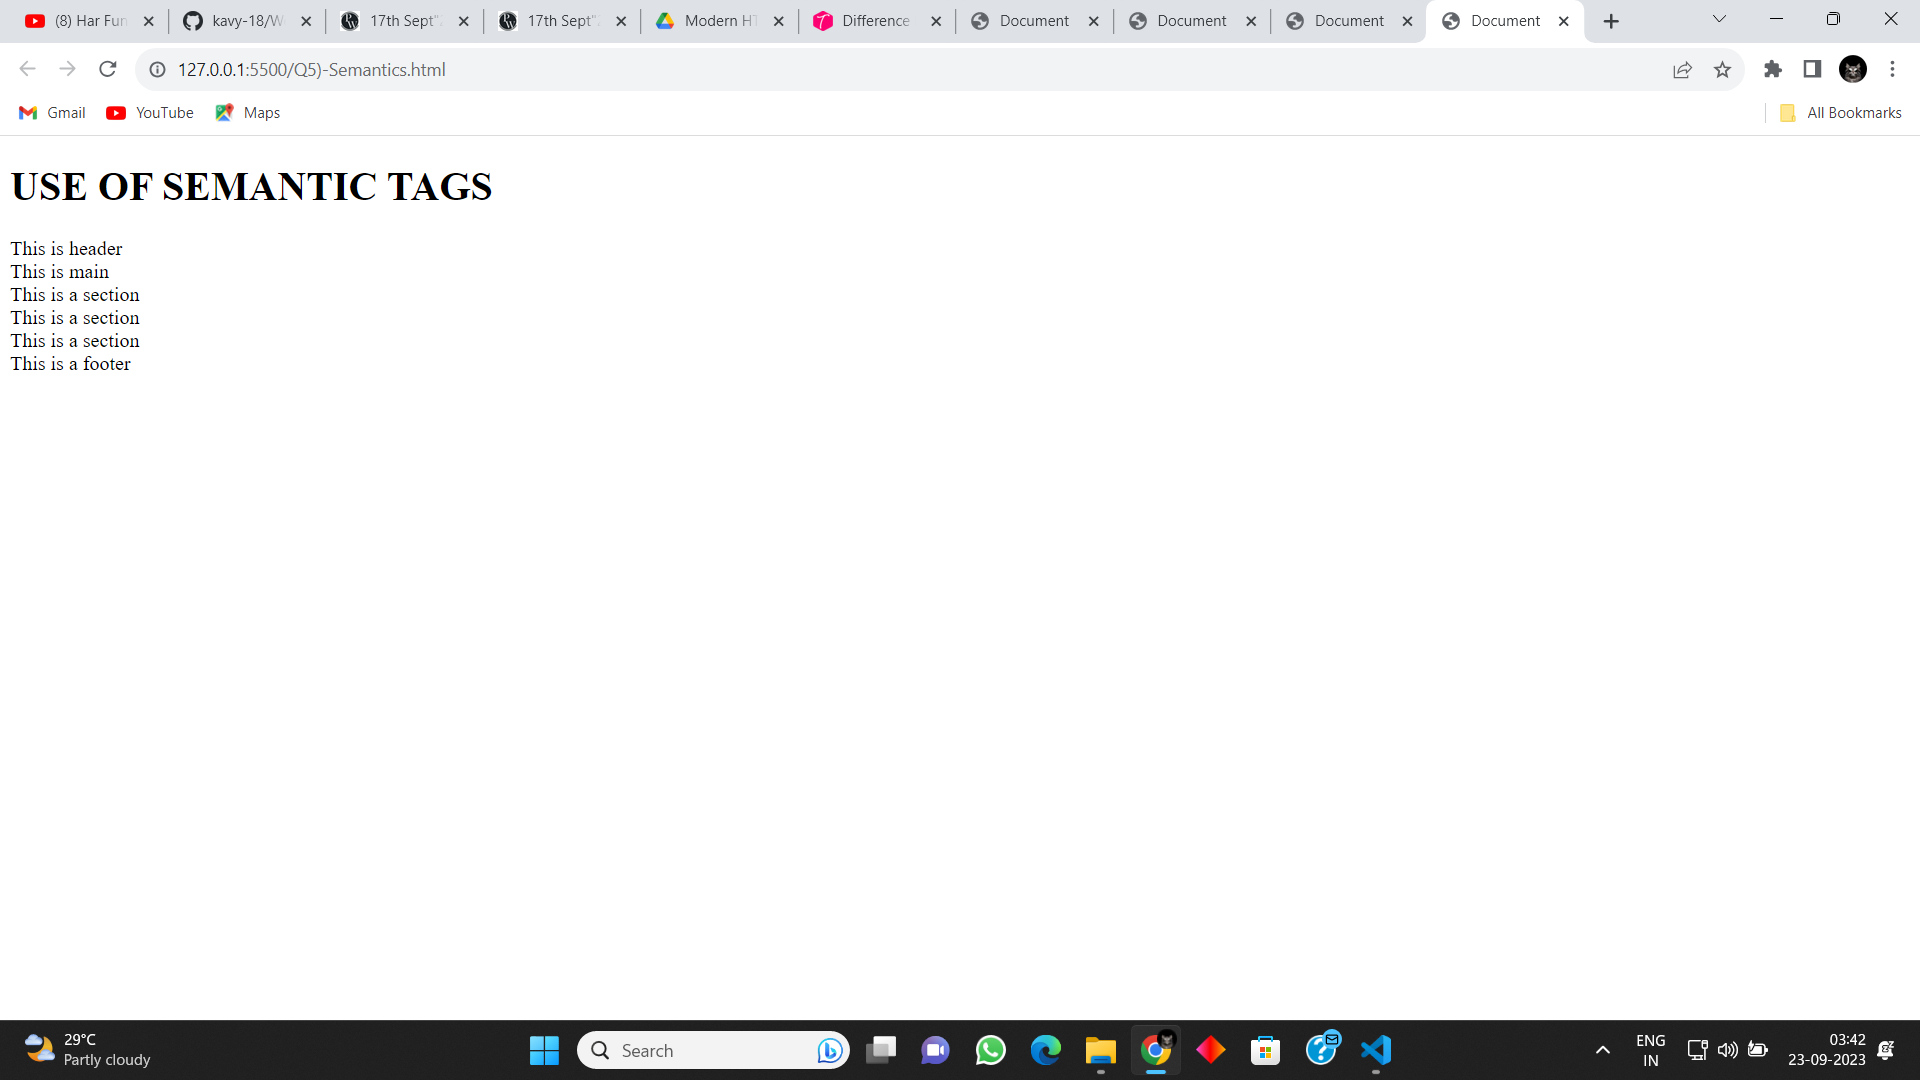 (8) Har Fun
kavy-18/W
17th Sept"
17th Sept"
Modern HT
Difference
Document
Document
Document
Document
127.0.0.1:5500/Q5)-Semantics.html
Gmail
YouTube
Maps
All Bookmarks
USE OF SEMANTIC TAGS
This is header
This is main
This is a section
This is a section
This is a section
This is a footer
29°C
Partly cloudy
Search
ENG
IN
03:42
23-09-2023